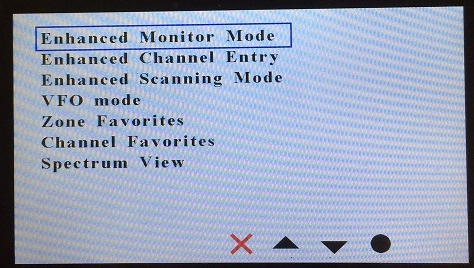 Enhanced Monitor Mode
Enhanced Channel Entry
Enhanced Scanning Mode
VFO mode
Zone Favorites
Channel Favorites
Spectrum View